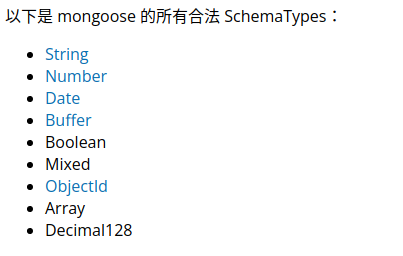 以下是 mongoose 的所有合法 SchemaTypes：
String
Number
Date
Buffer
Boolean
Mixed
ObjectId
Array
Decimal128